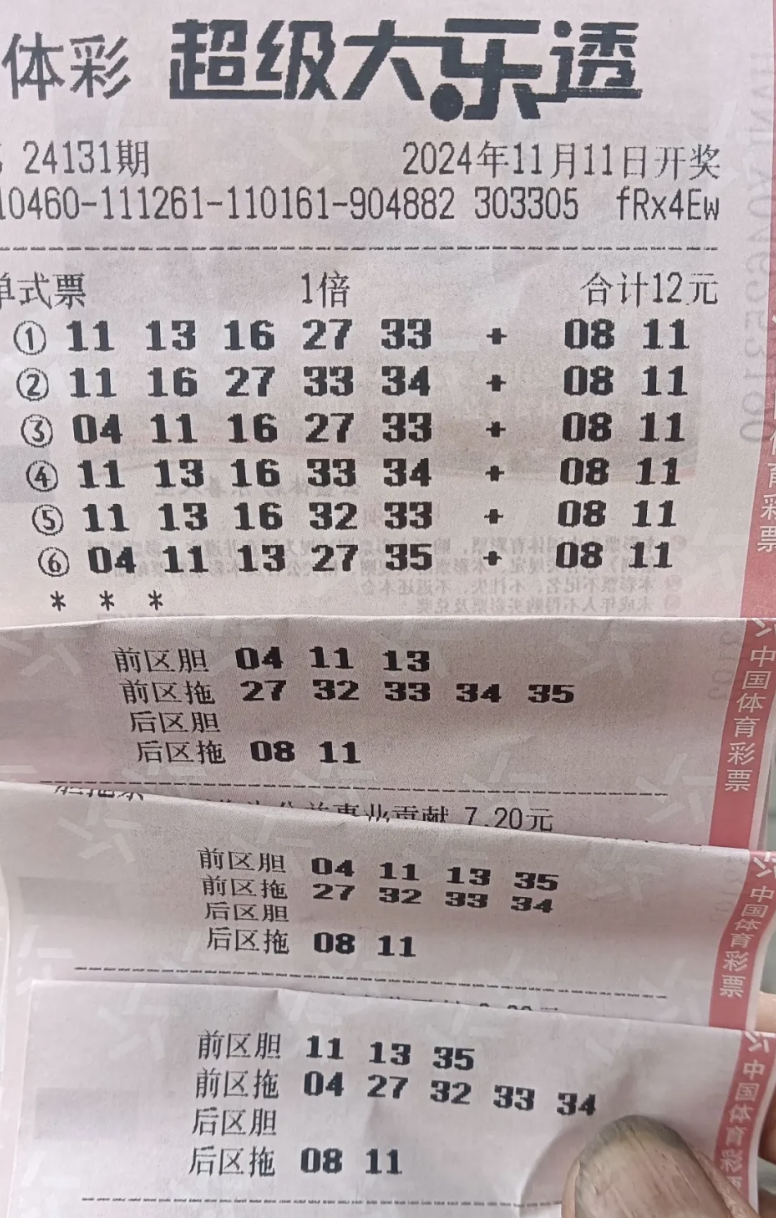 体彩 超级大乐透
24131期 2024年11月11日开奖
10460-111261-110161-904882 303305 fRx4Ew
单式票 1倍 合计12元
① 11 13 16 27 33 + 08 11
② 11 16 27 33 34 + 08 11
③ 04 11 16 27 33 + 08 11
④ 11 13 16 33 34 + 08 11
⑤ 11 13 16 32 33 + 08 11
⑥ 04 11 13 27 35 + 08 11
* * *
前区胆 04 11 13
前区拖 27 32 33 34 35
后区胆
后区拖 08 11
中国体育彩票
公益事业贡献 7.20元
前区胆 04 11 13 35
前区拖 27 32 33 34
后区胆
后区拖 08 11
中国体育彩票
前区胆 11 13 35
前区拖 04 27 32 33 34
后区胆
后区拖 08 11
中国体育彩